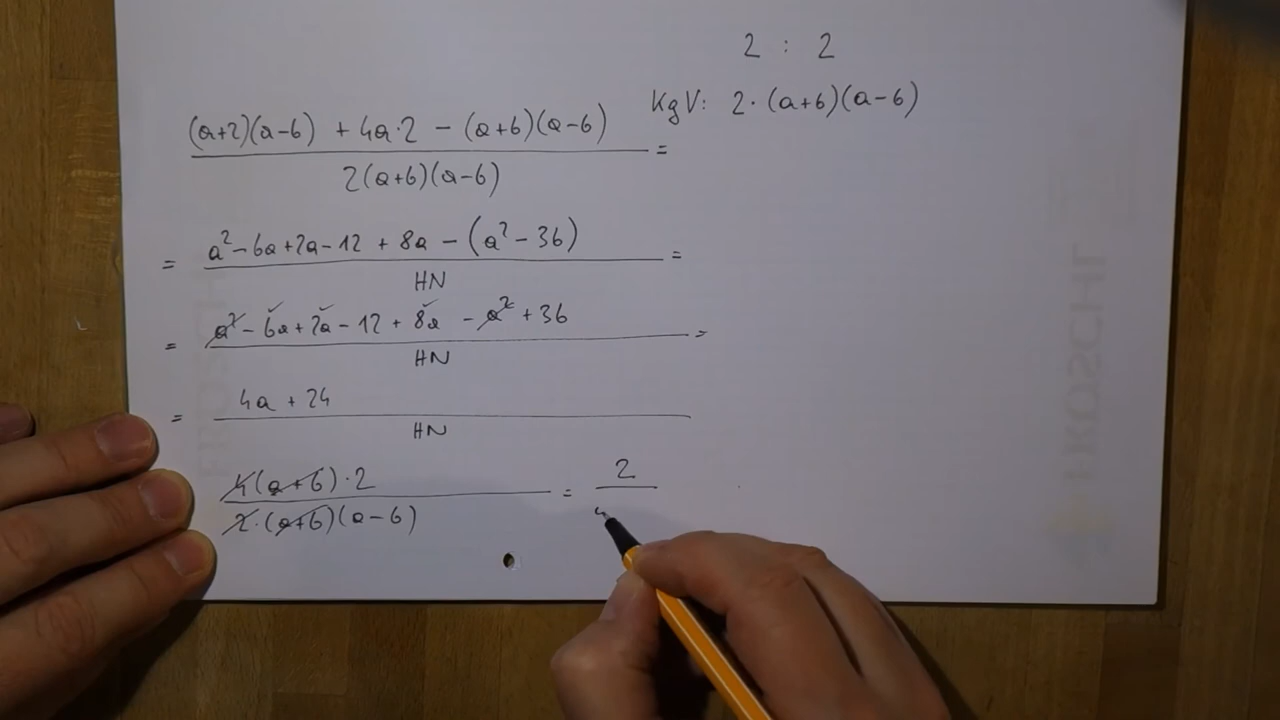 2 : 2
KgV: 2·(a+6)(a-6)
(a+2)(a-6) + 4a·2 - (a+6)(a-6)
2(a+6)(a-6)
=
= a²-6a+2a-12 + 8a - (a²-36) =
HN
= a²-6a+2a-12 + 8a - a² + 36 =
HN
= 4a + 24
HN
4(a+6)·2
2·(a+6)(a-6)
= 2